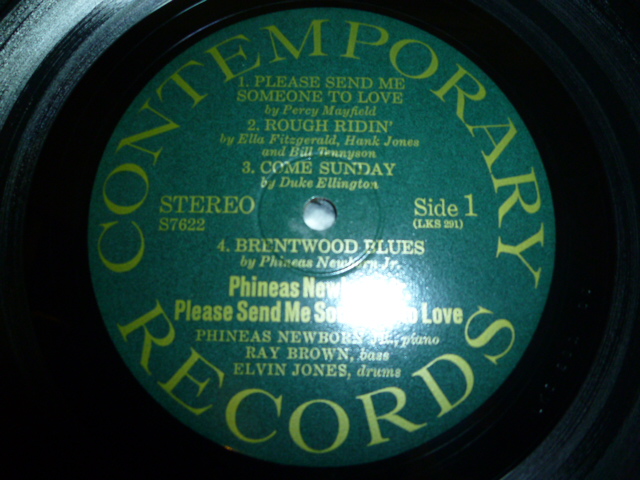 CONTEMPORARY
1. PLEASE SEND ME
SOMEONE TO LOVE
by Percy Mayfield
2. ROUGH RIDIN'
by Ella Fitzgerald, Hank Jones
and Bill Tennyson
3. COME SUNDAY
by Duke Ellington
STEREO
S7622
Side 1
(LKS 291)
4. BRENTWOOD BLUES
by Phineas Newborn Jr.
Phineas
Please Send Me Love
PHINEAS NEWBORN piano
RAY BROWN, bass
ELVIN JONES, drums
RECORDS